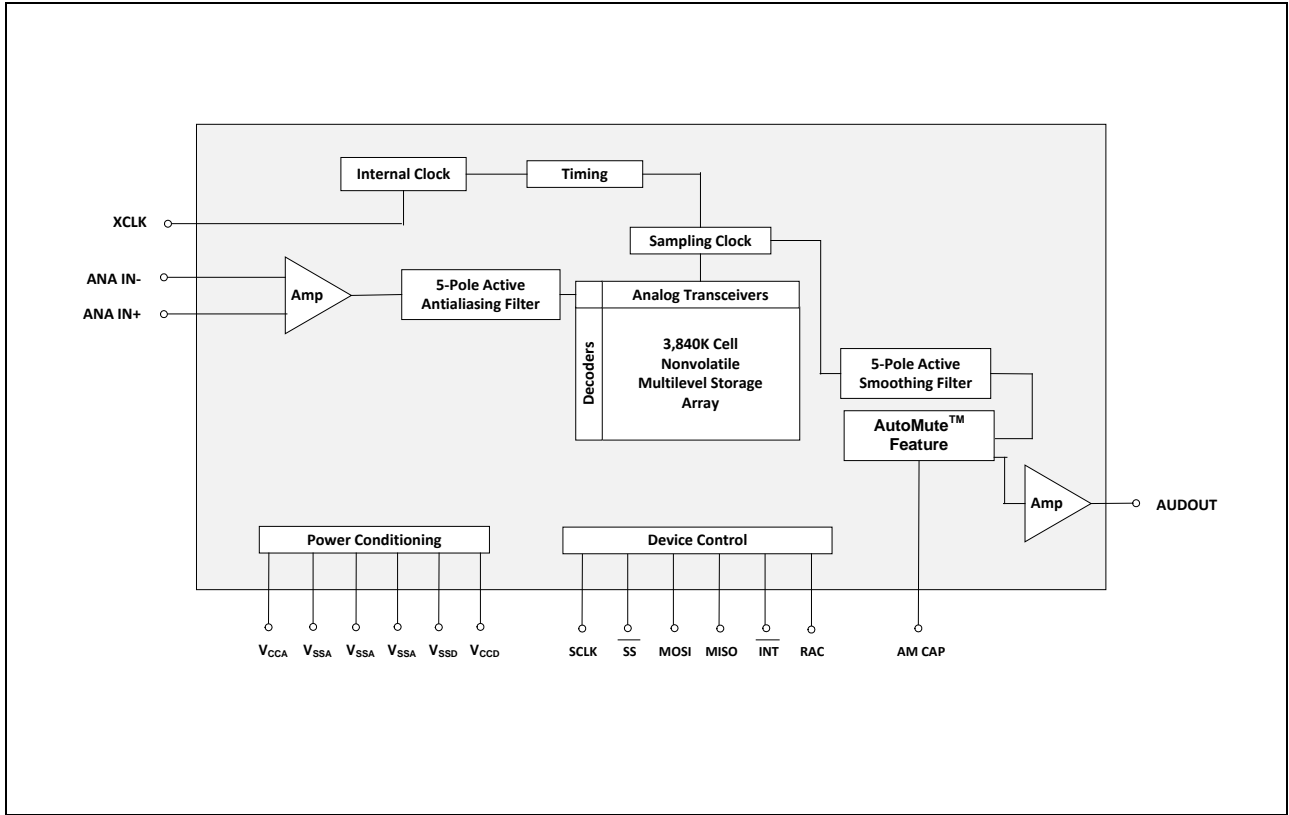 Internal Clock
Timing
XCLK
Sampling Clock
ANA IN-
ANA IN+
Amp
5-Pole Active
Antialiasing Filter
Analog Transceivers
Decoders
3,840K Cell
Nonvolatile
Multilevel Storage
Array
5-Pole Active
Smoothing Filter
AutoMute™
Feature
Amp
AUDOUT
Power Conditioning
Device Control
VCCA
VSSA
VSSA
VSSA
VSSD
VCCD
SCLK
SS
MOSI
MISO
INT
RAC
AM CAP